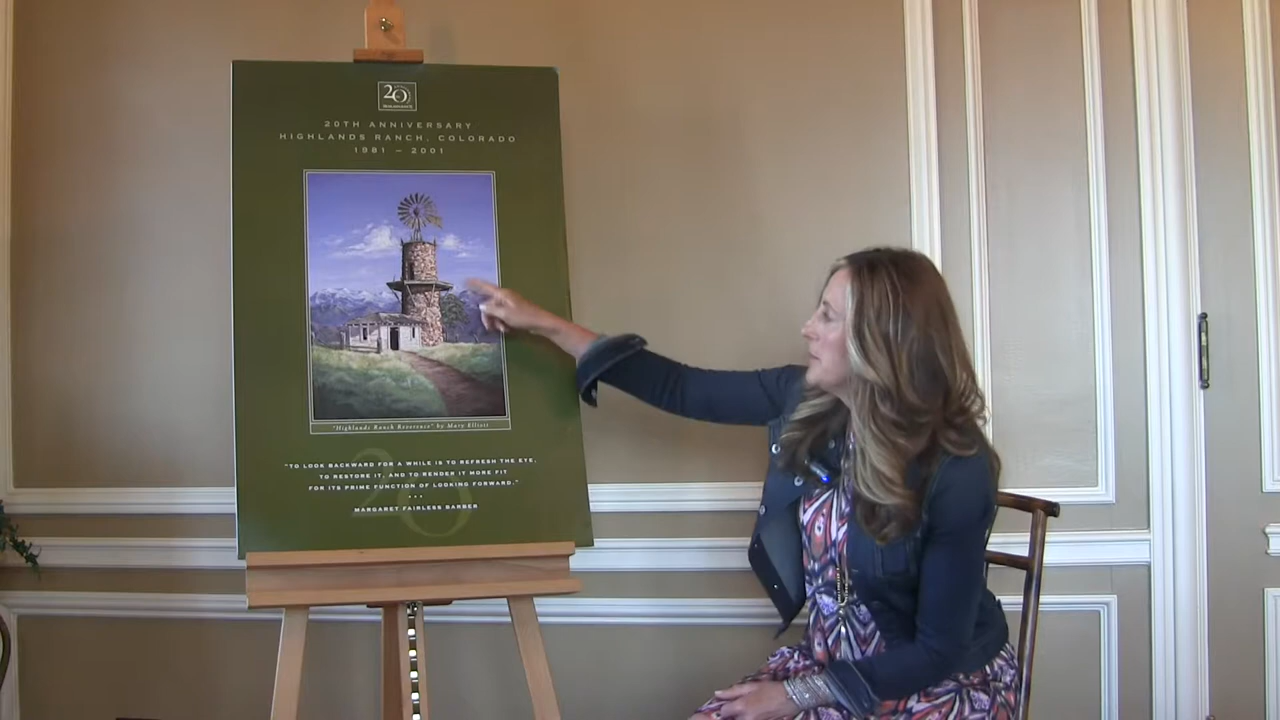 20
20TH ANNIVERSARY
HIGHLANDS RANCH, COLORADO
1981 – 2001
"Highlands Ranch Reverence" by Mary Elliott
"TO LOOK BACKWARD FOR A WHILE IS TO REFRESH THE EYE,
TO RESTORE IT, AND TO RENDER IT MORE FIT
FOR ITS PRIME FUNCTION OF LOOKING FORWARD."
MARGARET FAIRLESS BARBER
20